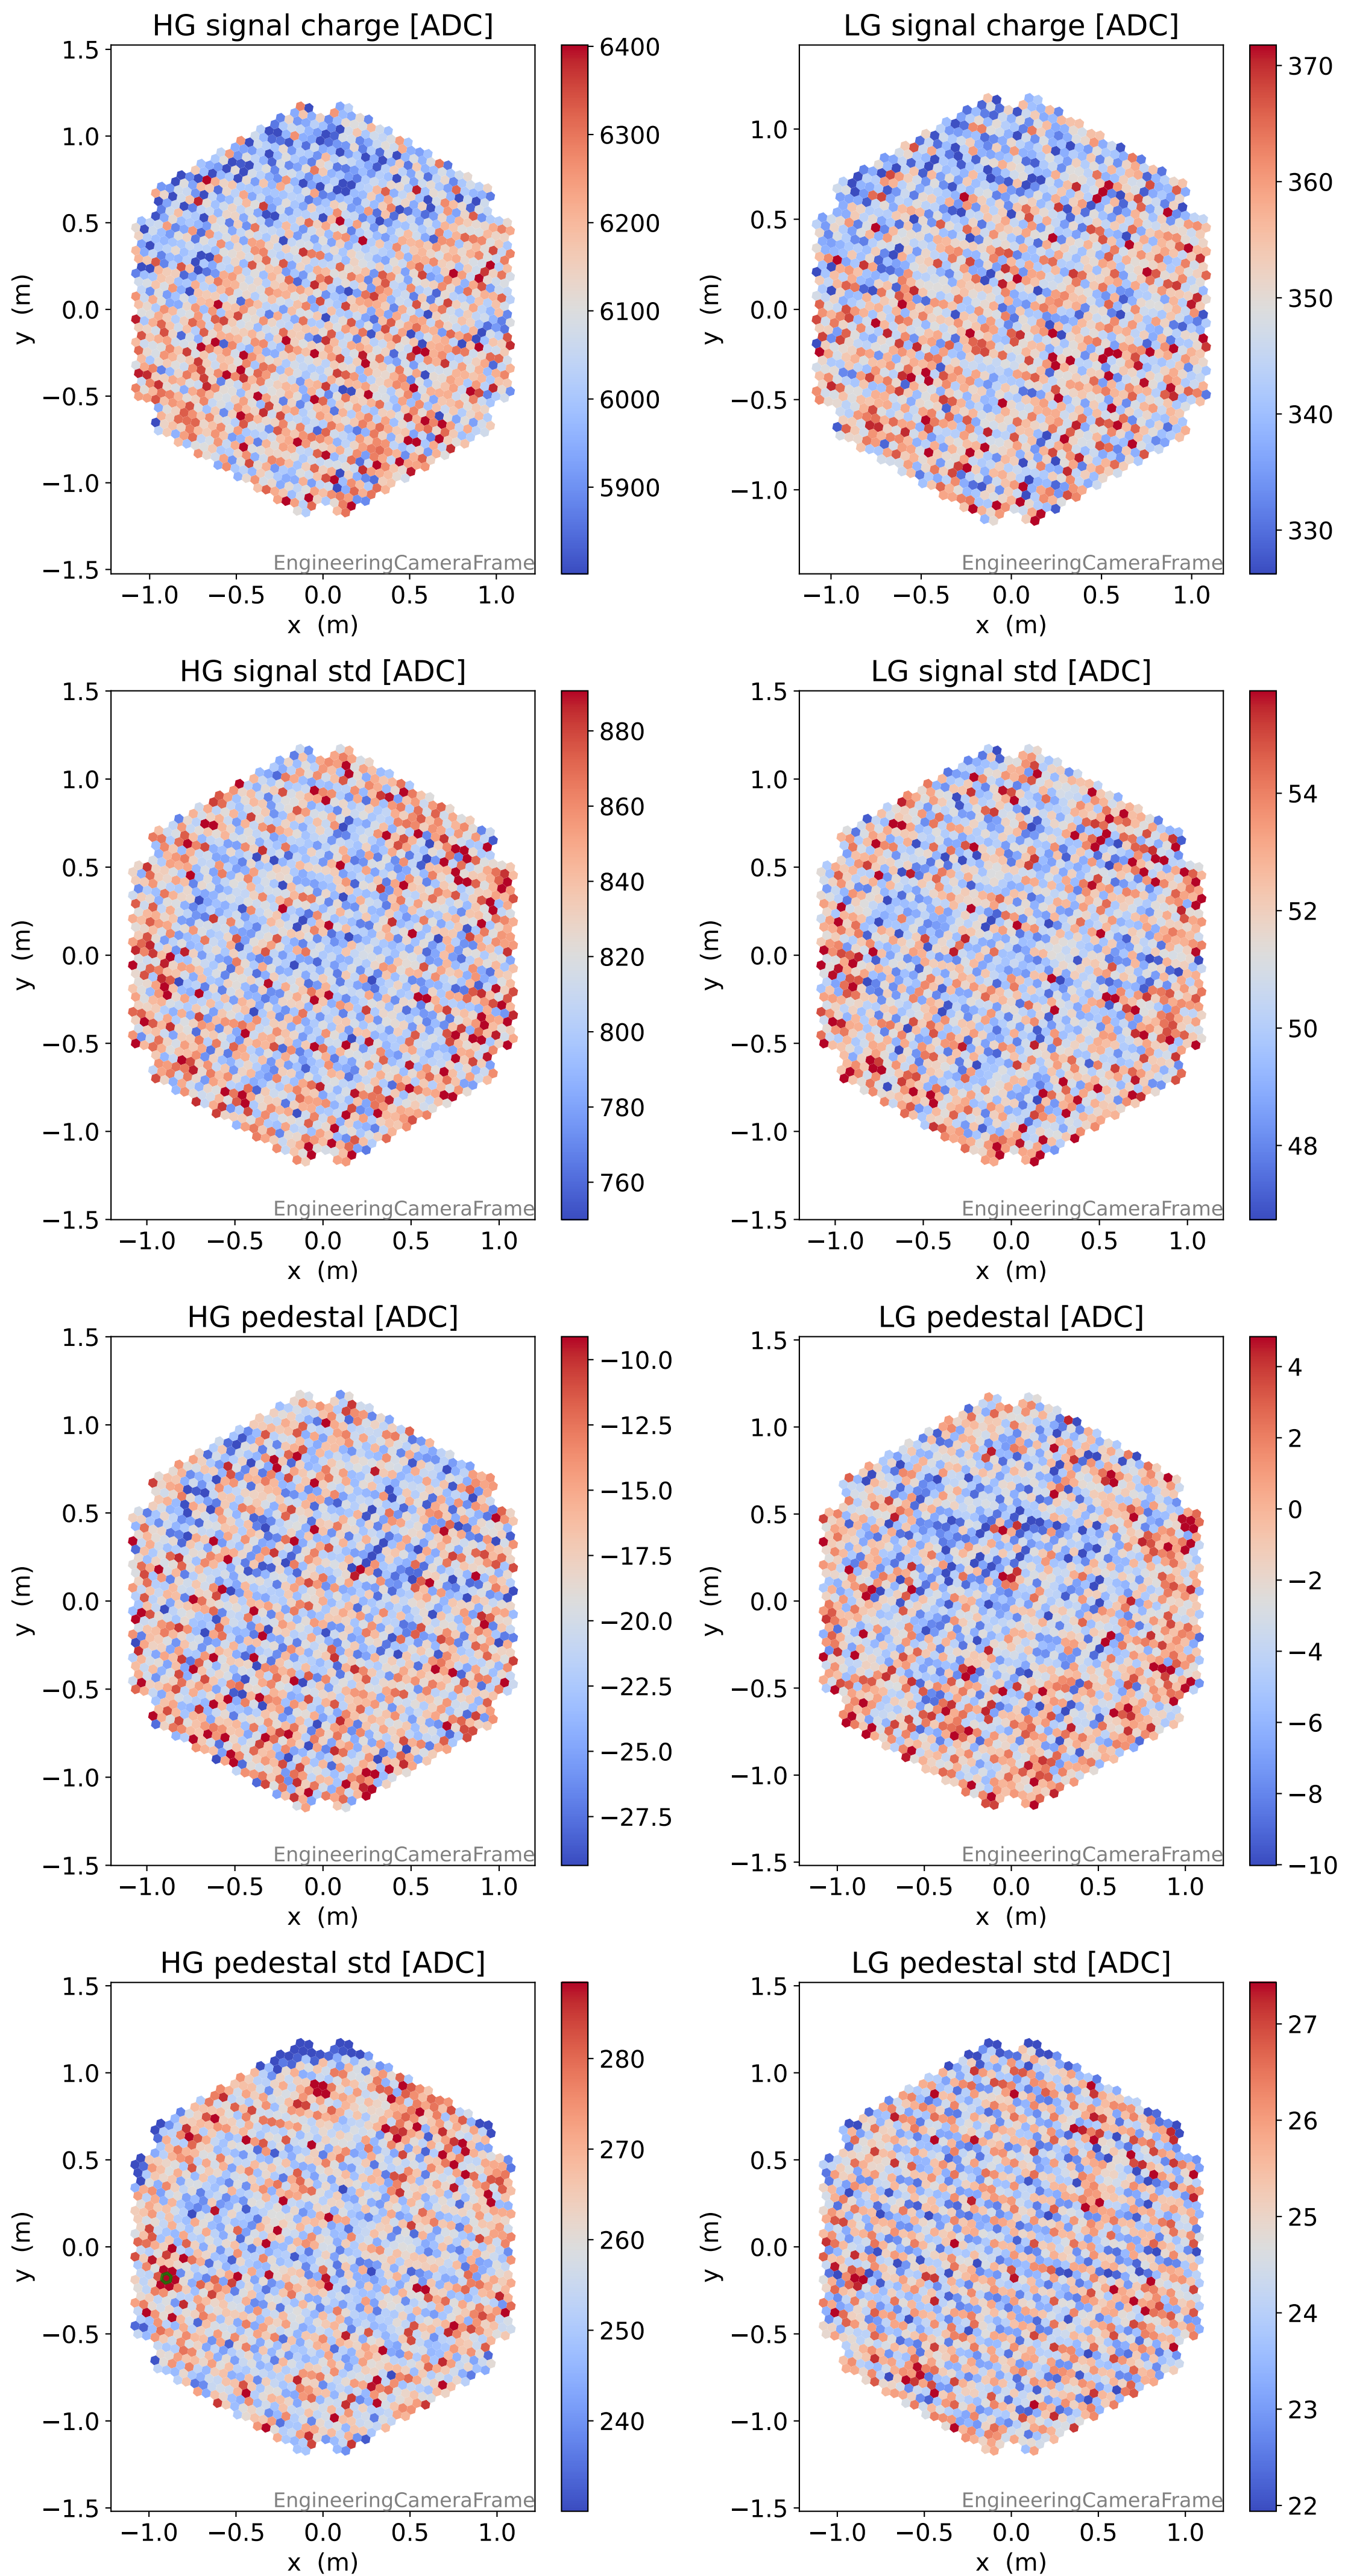 HG signal charge [ADC]
1.5
1.0
0.5
0.0
−0.5
−1.0
−1.5
y (m)
−1.0 −0.5 0.0 0.5 1.0
x (m)
EngineeringCameraFrame
6400
6300
6200
6100
6000
5900
LG signal charge [ADC]
1.0
0.5
0.0
−0.5
−1.0
y (m)
−1.0 −0.5 0.0 0.5 1.0
x (m)
EngineeringCameraFrame
370
360
350
340
330
HG signal std [ADC]
1.5
1.0
0.5
0.0
−0.5
−1.0
−1.5
y (m)
−1.0 −0.5 0.0 0.5 1.0
x (m)
EngineeringCameraFrame
880
860
840
820
800
780
760
LG signal std [ADC]
1.5
1.0
0.5
0.0
−0.5
−1.0
−1.5
y (m)
−1.0 −0.5 0.0 0.5 1.0
x (m)
EngineeringCameraFrame
54
52
50
48
HG pedestal [ADC]
1.5
1.0
0.5
0.0
−0.5
−1.0
−1.5
y (m)
−1.0 −0.5 0.0 0.5 1.0
x (m)
EngineeringCameraFrame
−10.0
−12.5
−15.0
−17.5
−20.0
−22.5
−25.0
−27.5
LG pedestal [ADC]
1.5
1.0
0.5
0.0
−0.5
−1.0
−1.5
y (m)
−1.0 −0.5 0.0 0.5 1.0
x (m)
EngineeringCameraFrame
4
2
0
−2
−4
−6
−8
−10
HG pedestal std [ADC]
1.5
1.0
0.5
0.0
−0.5
−1.0
−1.5
y (m)
−1.0 −0.5 0.0 0.5 1.0
x (m)
EngineeringCameraFrame
280
270
260
250
240
LG pedestal std [ADC]
1.5
1.0
0.5
0.0
−0.5
−1.0
−1.5
y (m)
−1.0 −0.5 0.0 0.5 1.0
x (m)
EngineeringCameraFrame
27
26
25
24
23
22